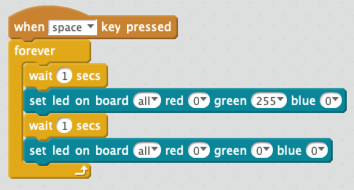 when space key pressed
forever
wait 1 secs
set led on board all red 0 green 255 blue 0
wait 1 secs
set led on board all red 0 green 0 blue 0